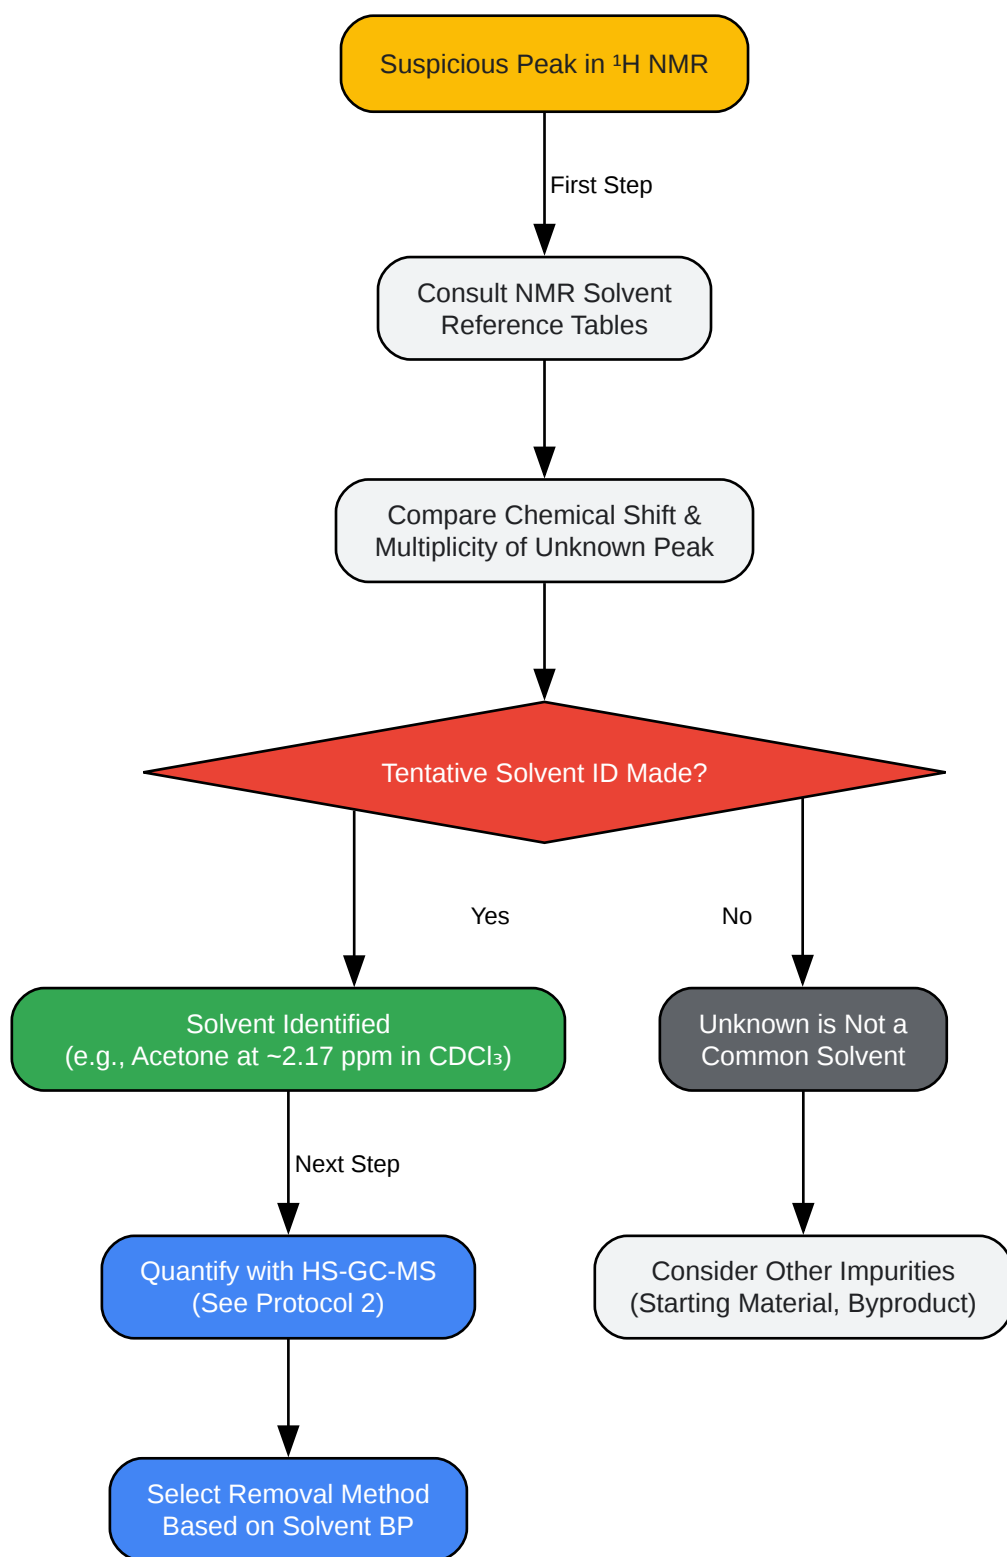 Suspicious Peak in ¹H NMR
First Step
Consult NMR Solvent
Reference Tables
Compare Chemical Shift &
Multiplicity of Unknown Peak
Tentative Solvent ID Made?
Yes
No
Solvent Identified
(e.g., Acetone at ~2.17 ppm in CDCl₃)
Unknown is Not a
Common Solvent
Next Step
Quantify with HS-GC-MS
(See Protocol 2)
Consider Other Impurities
(Starting Material, Byproduct)
Select Removal Method
Based on Solvent BP